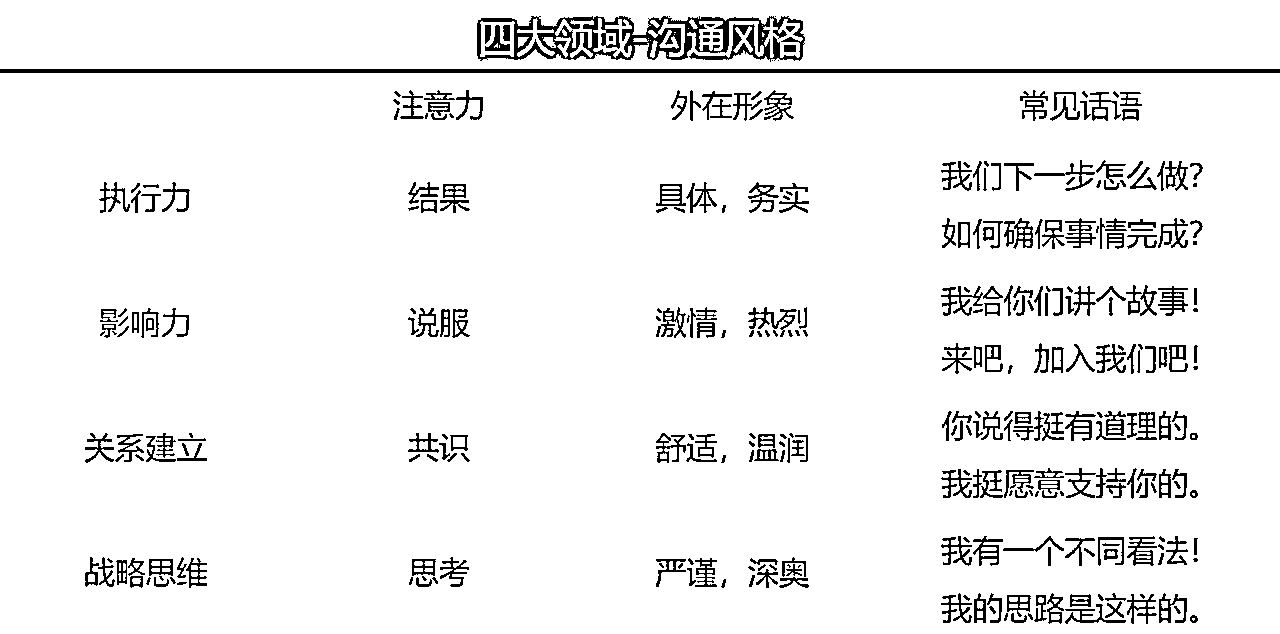 四大领域-沟通风格
注意力 外在形象 常见话语
执行力 结果 具体，务实 我们下一步怎么做？
如何确保事情完成？
影响力 说服 激情，热烈 我给你们讲个故事！
来吧，加入我们吧！
关系建立 共识 舒适，温润 你说得挺有道理的。
我挺愿意支持你的。
战略思维 思考 严谨，深奥 我有一个不同看法！
我的思路是这样的。